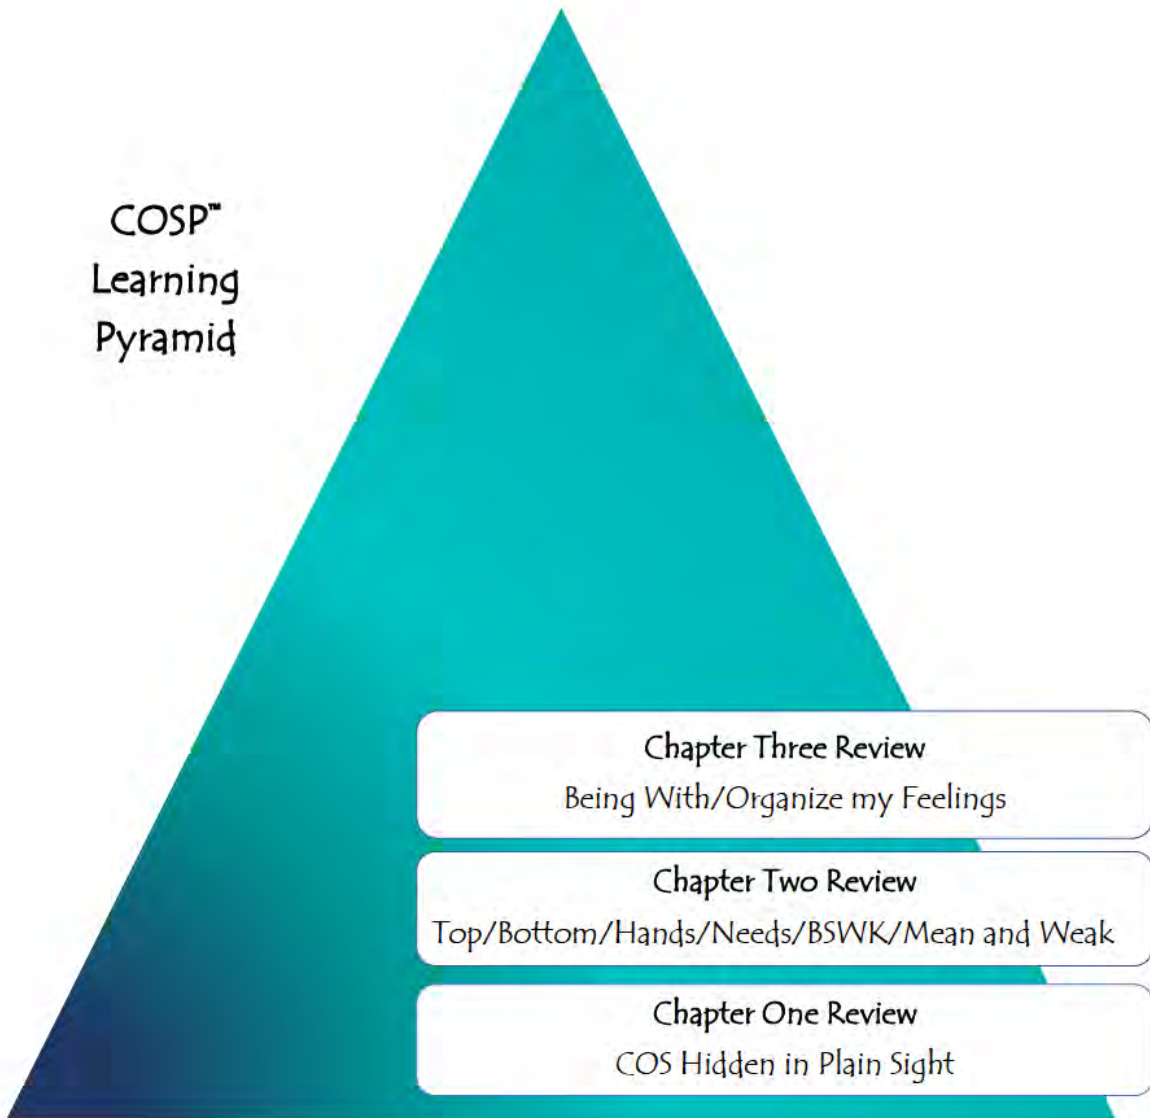 COSP™
Learning
Pyramid
Chapter Three Review
Being With/Organize my Feelings
Chapter Two Review
Top/Bottom/Hands/Needs/BSWK/Mean and Weak
Chapter One Review
COS Hidden in Plain Sight